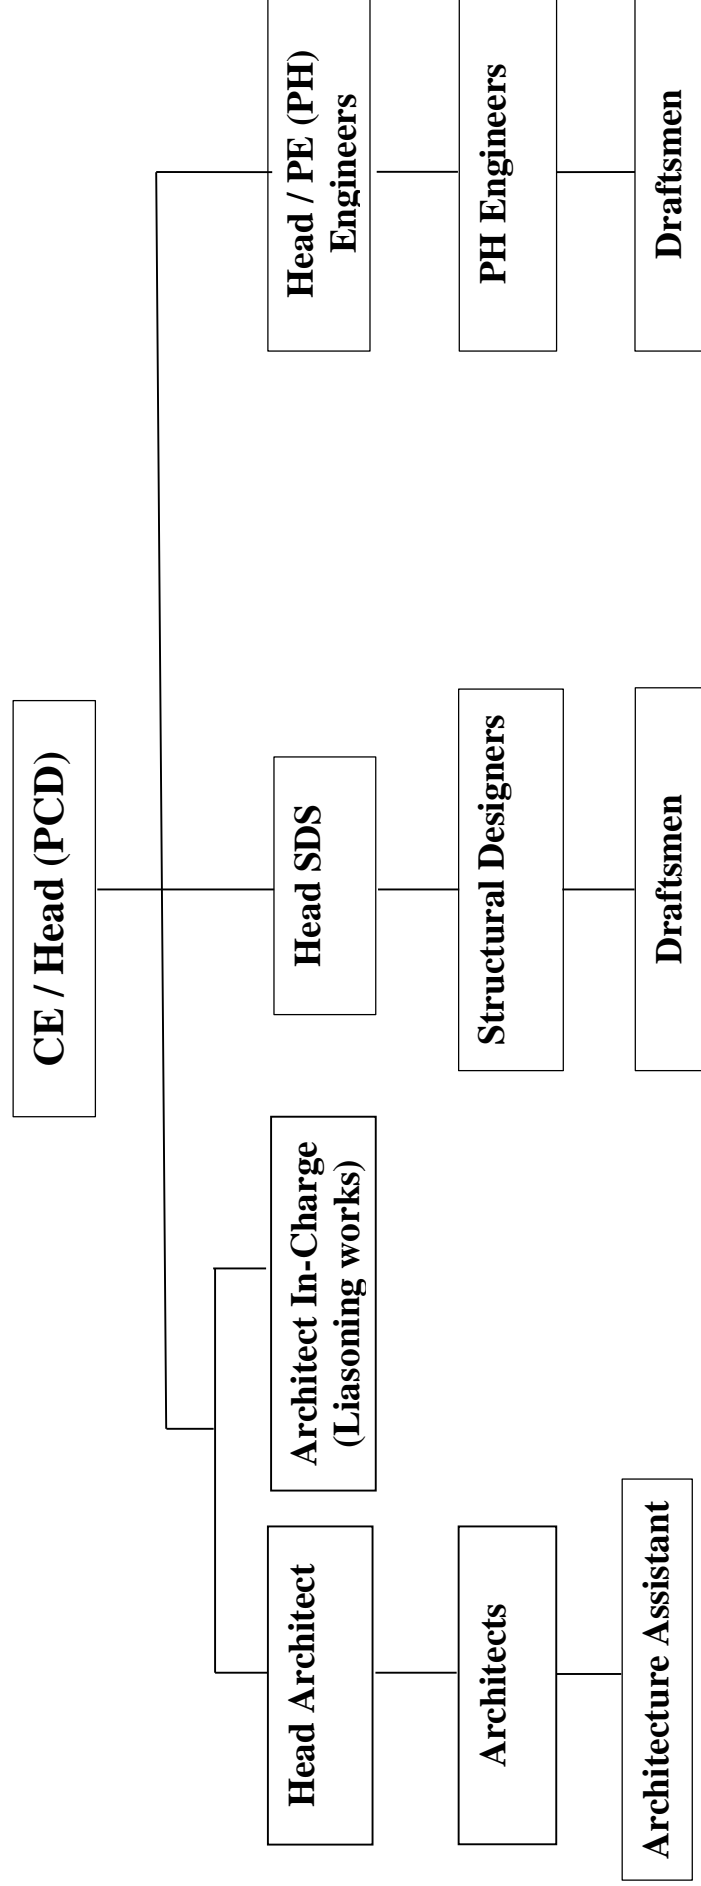 CE / Head (PCD)
Head Architect
Architect In-Charge
(Liasoning works)
Head SDS
Head / PE (PH)
Engineers
Architects
Structural Designers
PH Engineers
Architecture Assistant
Draftsmen
Draftsmen